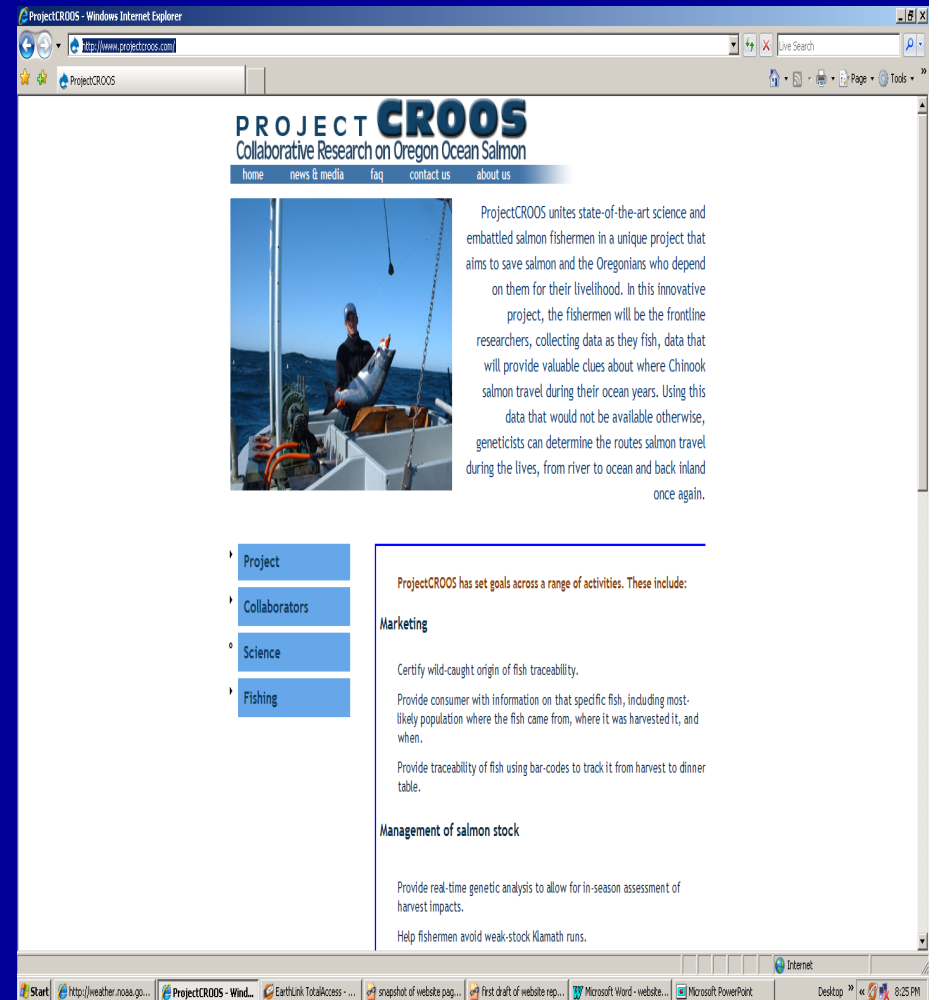 ProjectCROOS - Windows Internet Explorer
http://www.projectcroos.com/
Live Search
ProjectCROOS
Page
Tools
»
PROJECT CROOS
Collaborative Research on Oregon Ocean Salmon
home news & media faq contact us about us
ProjectCROOS unites state-of-the-art science and
embattled salmon fishermen in a unique project that
aims to save salmon and the Oregonians who depend
on them for their livelihood. In this innovative
project, the fishermen will be the frontline
researchers, collecting data as they fish, data that
will provide valuable clues about where Chinook
salmon travel during their ocean years. Using this
data that would not be available otherwise,
geneticists can determine the routes salmon travel
during the lives, from river to ocean and back inland
once again.
Project
Collaborators
Science
Fishing
ProjectCROOS has set goals across a range of activities. These include:
Marketing
Certify wild-caught origin of fish traceability.
Provide consumer with information on that specific fish, including most-
likely population where the fish came from, where it was harvested it, and
when.
Provide traceability of fish using bar-codes to track it from harvest to dinner
table.
Management of salmon stock
Provide real-time genetic analysis to allow for in-season assessment of
harvest impacts.
Help fishermen avoid weak-stock Klamath runs.
Internet
Start http://weather.noaa.go... ProjectCROOS - Wind... EarthLink TotalAccess - ... snapshot of website pag... first draft of website rep... Microsoft Word - website... Microsoft PowerPoint Desktop » « 8:25 PM